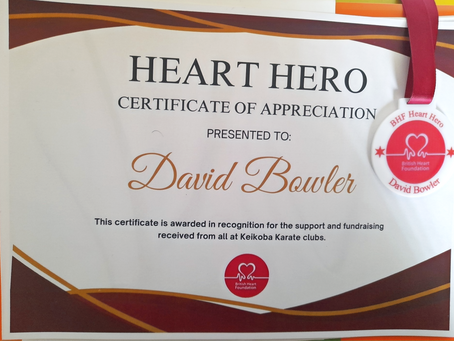 HEART HERO
CERTIFICATE OF APPRECIATION
PRESENTED TO:
David Bowler
This certificate is awarded in recognition for the support and fundraising
received from all at Keikoba Karate clubs.
British Heart
Foundation
BHF Heart Hero
British Heart
Foundation
David Bowler